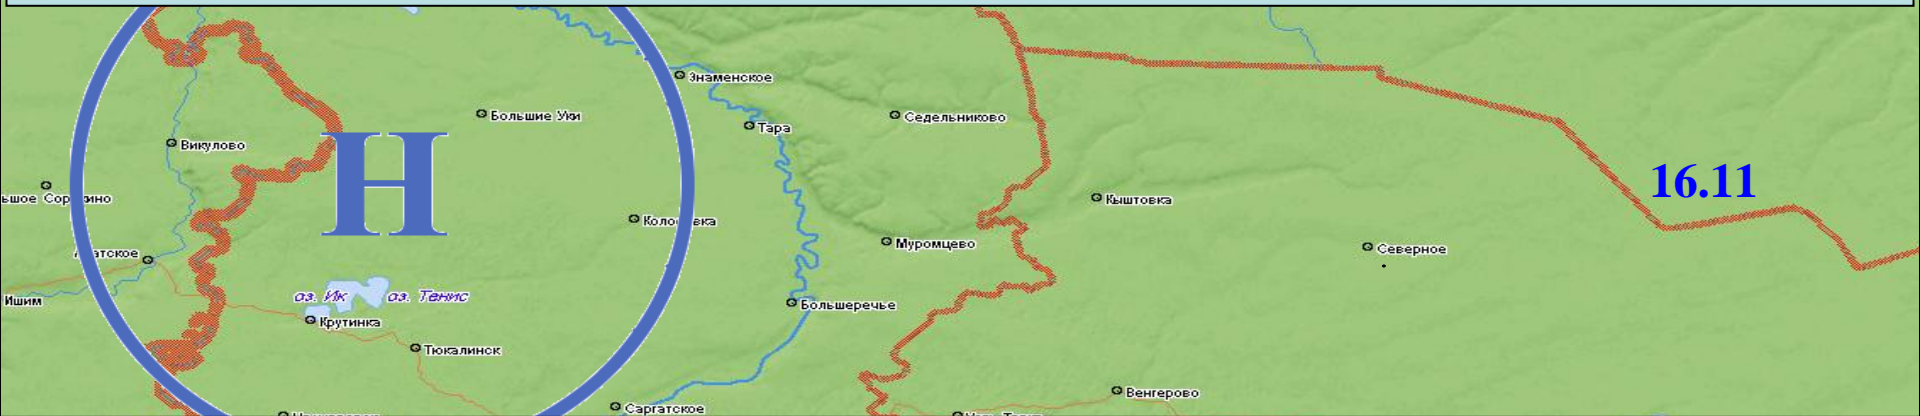 Знаменское
Большие Уки
Седельниково
Тара
Викулово
16.11
Н
Кыштовка
Муромцево
Северное
оз. Ик
оз. Тенис
Ишим
Большеречье
Крутинка
Тюкалинск
Венгерово
Саргатское